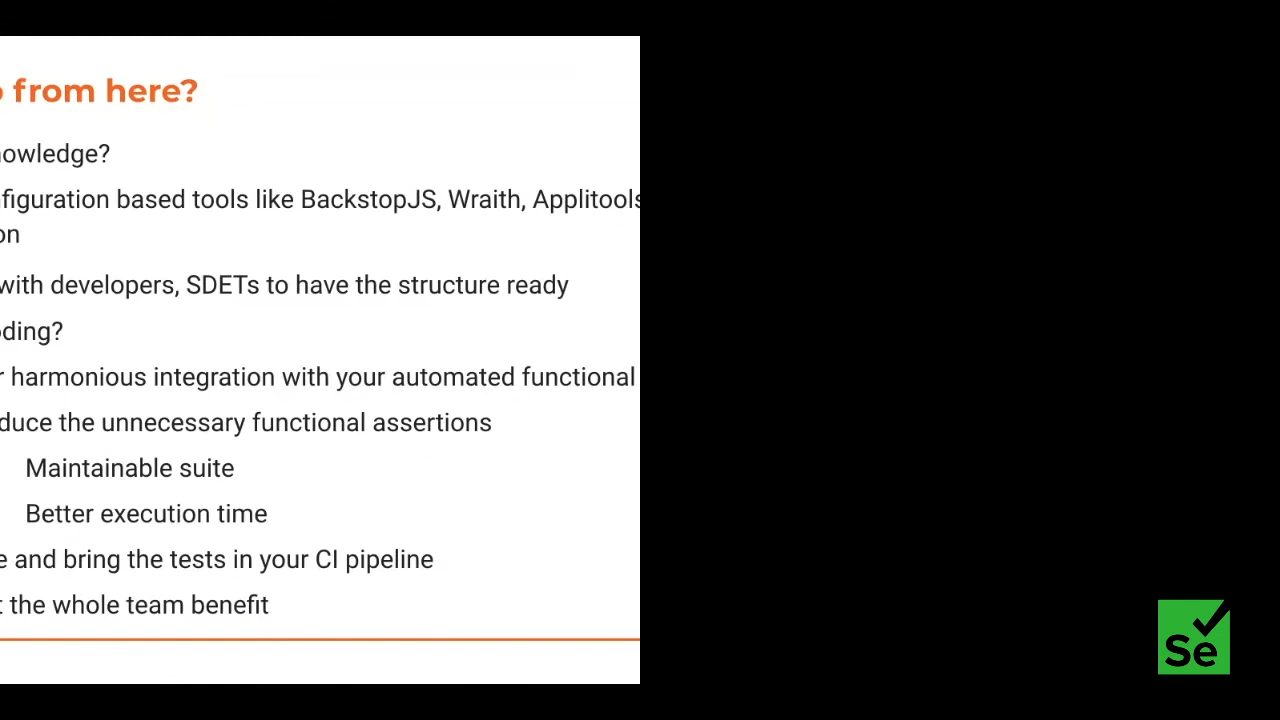 from here?
knowledge?
figuration based tools like BackstopJS, Wraith, Applitools
on
with developers, SDETs to have the structure ready
ding?
harmonious integration with your automated functional
duce the unnecessary functional assertions
Maintainable suite
Better execution time
and bring the tests in your CI pipeline
the whole team benefit
Se